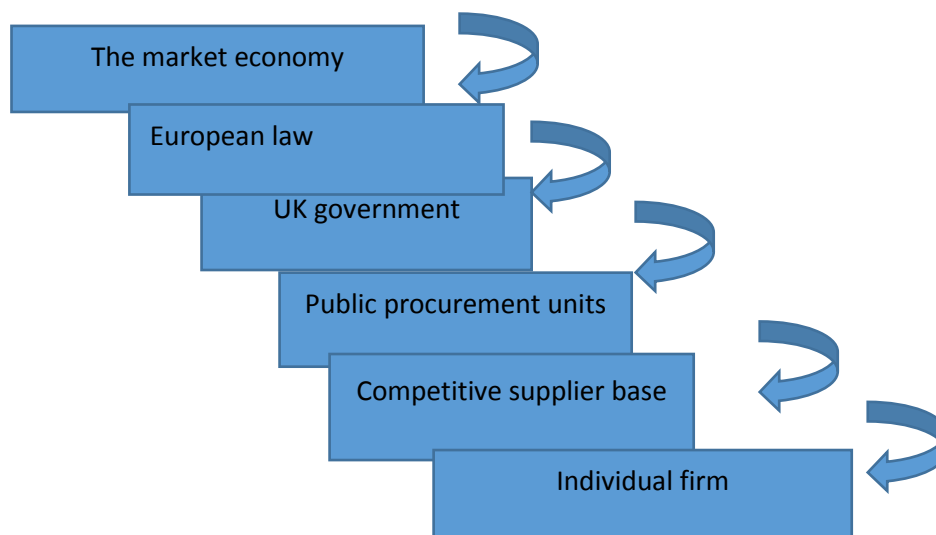 The market economy
European law
UK government
Public procurement units
Competitive supplier base
Individual firm